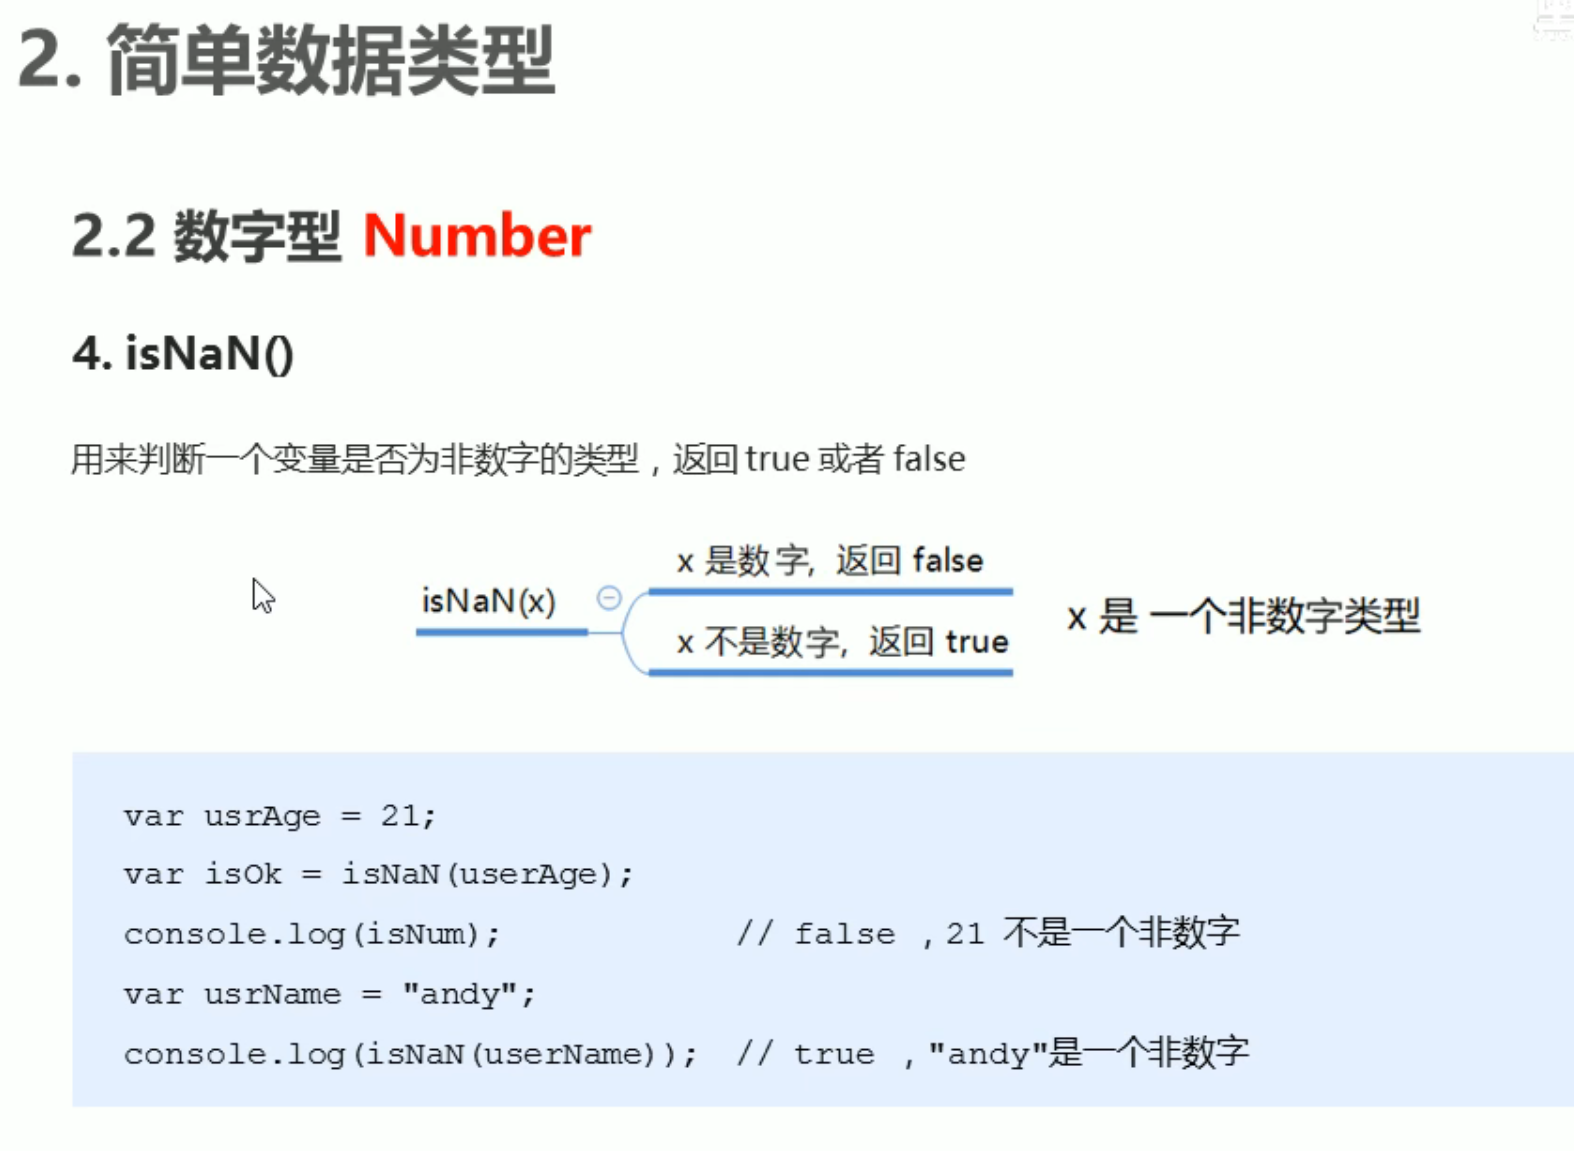 2. 简单数据类型
2.2 数字型 Number
4. isNaN()
用来判断一个变量是否为非数字的类型，返回 true 或者 false
isNaN(x)
x 是数字，返回 false
x 不是数字，返回 true
x 是 一个非数字类型
var usrAge = 21;
var isOk = isNaN(userAge);
console.log(isNum); // false ，21 不是一个非数字
var usrName = "andy";
console.log(isNaN(userName)); // true ，"andy"是一个非数字